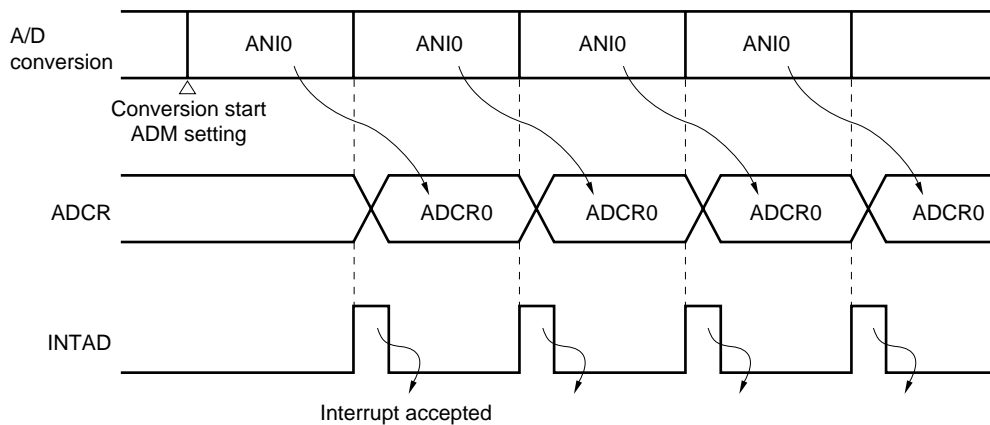 A/D
conversion
ANI0 ANI0 ANI0 ANI0
Conversion start
ADM setting
ADCR
ADCR0 ADCR0 ADCR0 ADCR0
INTAD
Interrupt accepted